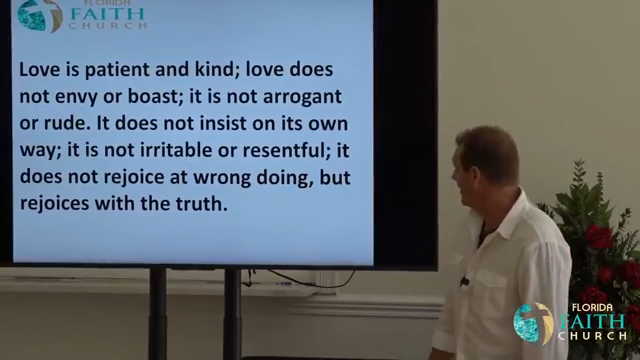 FLORIDA
FAITH
CHURCH
Love is patient and kind; love does
not envy or boast; it is not arrogant
or rude. It does not insist on its own
way; it is not irritable or resentful; it
does not rejoice at wrong doing, but
rejoices with the truth.
FLORIDA
FAITH
CHURCH